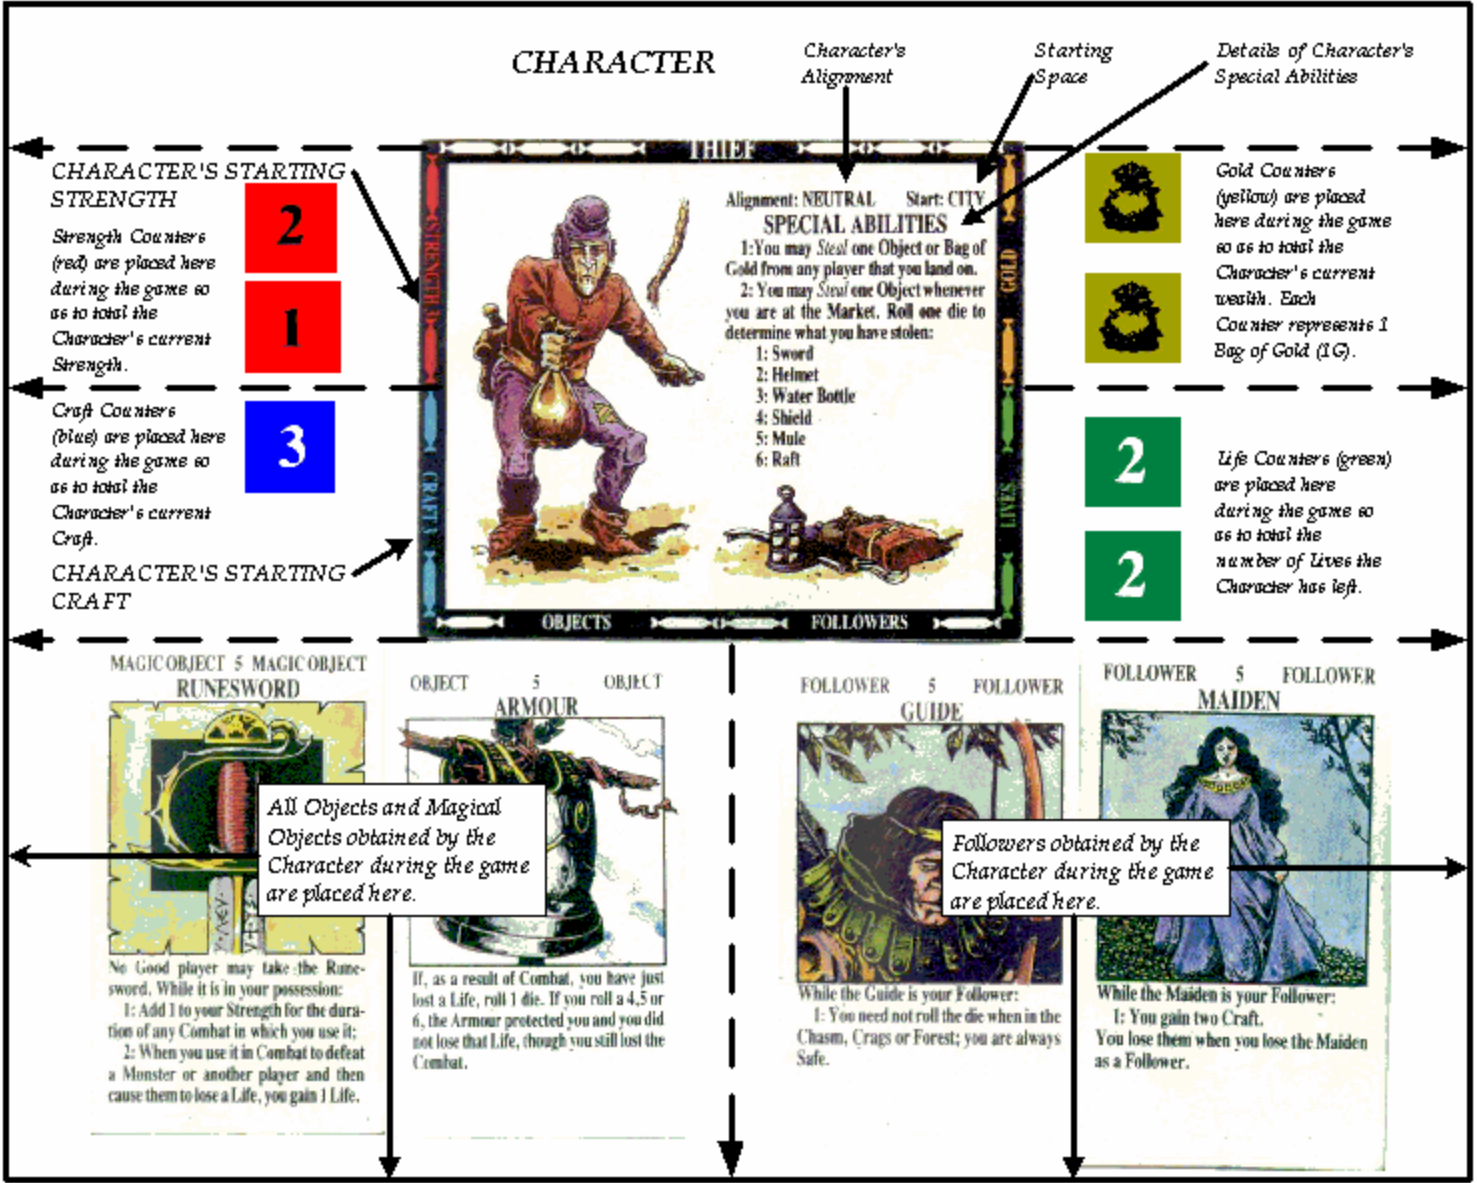 CHARACTER
Character's
Alignment
Starting
Space
Details of Character's
Special Abilities
CHARACTER'S STARTING
STRENGTH
Strength Counters
(red) are placed here
during the game so
as to total the
Character's current
Strength.
2
1
Craft Counters
(blue) are placed here
during the game so
as to total the
Character's current
Craft.
3
CHARACTER'S STARTING
CRAFT
THIEF
STRENGTH 3
CRAFT 3
GOLD
LIVES
Alignment: NEUTRAL Start: CITY
SPECIAL ABILITIES
1:You may Steal one Object or Bag of
Gold from any player that you land on.
2: You may Steal one Object whenever
you are at the Market. Roll one die to
determine what you have stolen:
1: Sword
2: Helmet
3: Water Bottle
4: Shield
5: Mule
6: Raft
OBJECTS
FOLLOWERS
Gold Counters
(yellow) are placed
here during the game
so as to total the
Character's current
wealth. Each
Counter represents 1
Bag of Gold (1G).
2
2
Life Counters (green)
are placed here
during the game so
as to total the
number of Lives the
Character has left.
MAGIC OBJECT 5 MAGIC OBJECT
RUNESWORD
No Good player may take the Rune-
sword. While it is in your possession:
1: Add 1 to your Strength for the dura-
tion of any Combat in which you use it;
2: When you use it in Combat to defeat
a Monster or another player and then
cause them to lose a Life, you gain 1 Life.
OBJECT 5 OBJECT
ARMOUR
If, as a result of Combat, you have just
lost a Life, roll 1 die. If you roll a 4,5 or
6, the Armour protected you and you did
not lose that Life, though you still lost the
Combat.
All Objects and Magical
Objects obtained by the
Character during the game
are placed here.
FOLLOWER 5 FOLLOWER
GUIDE
While the Guide is your Follower:
1: You need not roll the die when in the
Chasm, Crags or Forest; you are always
Safe.
FOLLOWER 5 FOLLOWER
MAIDEN
While the Maiden is your Follower:
1: You gain two Craft.
You lose them when you lose the Maiden
as a Follower.
Followers obtained by the
Character during the game
are placed here.